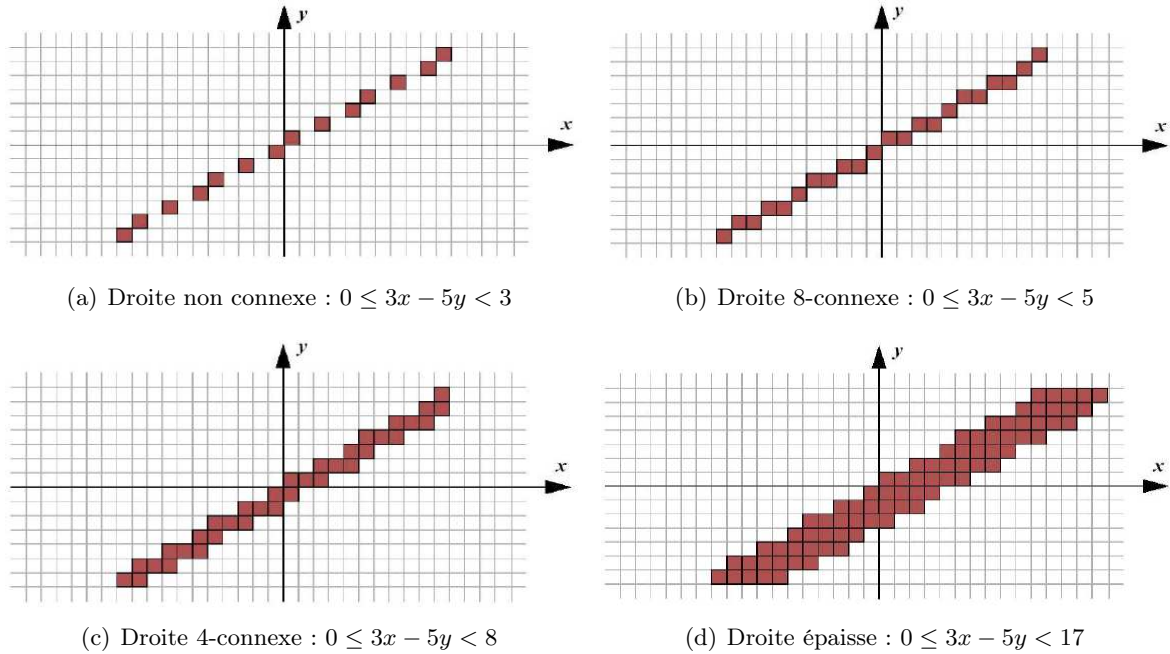 y
x
(a) Droite non connexe : 0 ≤ 3x − 5y < 3
y
x
(b) Droite 8-connexe : 0 ≤ 3x − 5y < 5
y
x
(c) Droite 4-connexe : 0 ≤ 3x − 5y < 8
y
x
(d) Droite épaisse : 0 ≤ 3x − 5y < 17